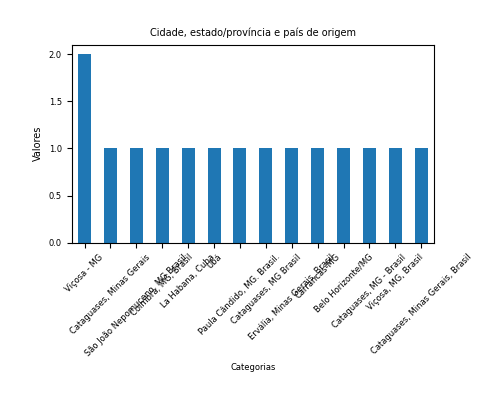 Cidade, estado/província e país de origem
Valores
2.0
1.5
1.0
0.5
0.0
Viçosa - MG
Cataguases, Minas Gerais
São João Nepomuceno, MG Brasil
Coimbra, MG, Brasil
La Habana, Cuba
Ubá
Paula Cândido, MG. Brasil.
Cataguases, MG Brasil
Ervália, Minas Gerais, Brasil
Carrancas-MG
Belo Horizonte/MG
Cataguases, MG - Brasil
Viçosa, MG, Brasil
Cataguases, Minas Gerais, Brasil
Categorias